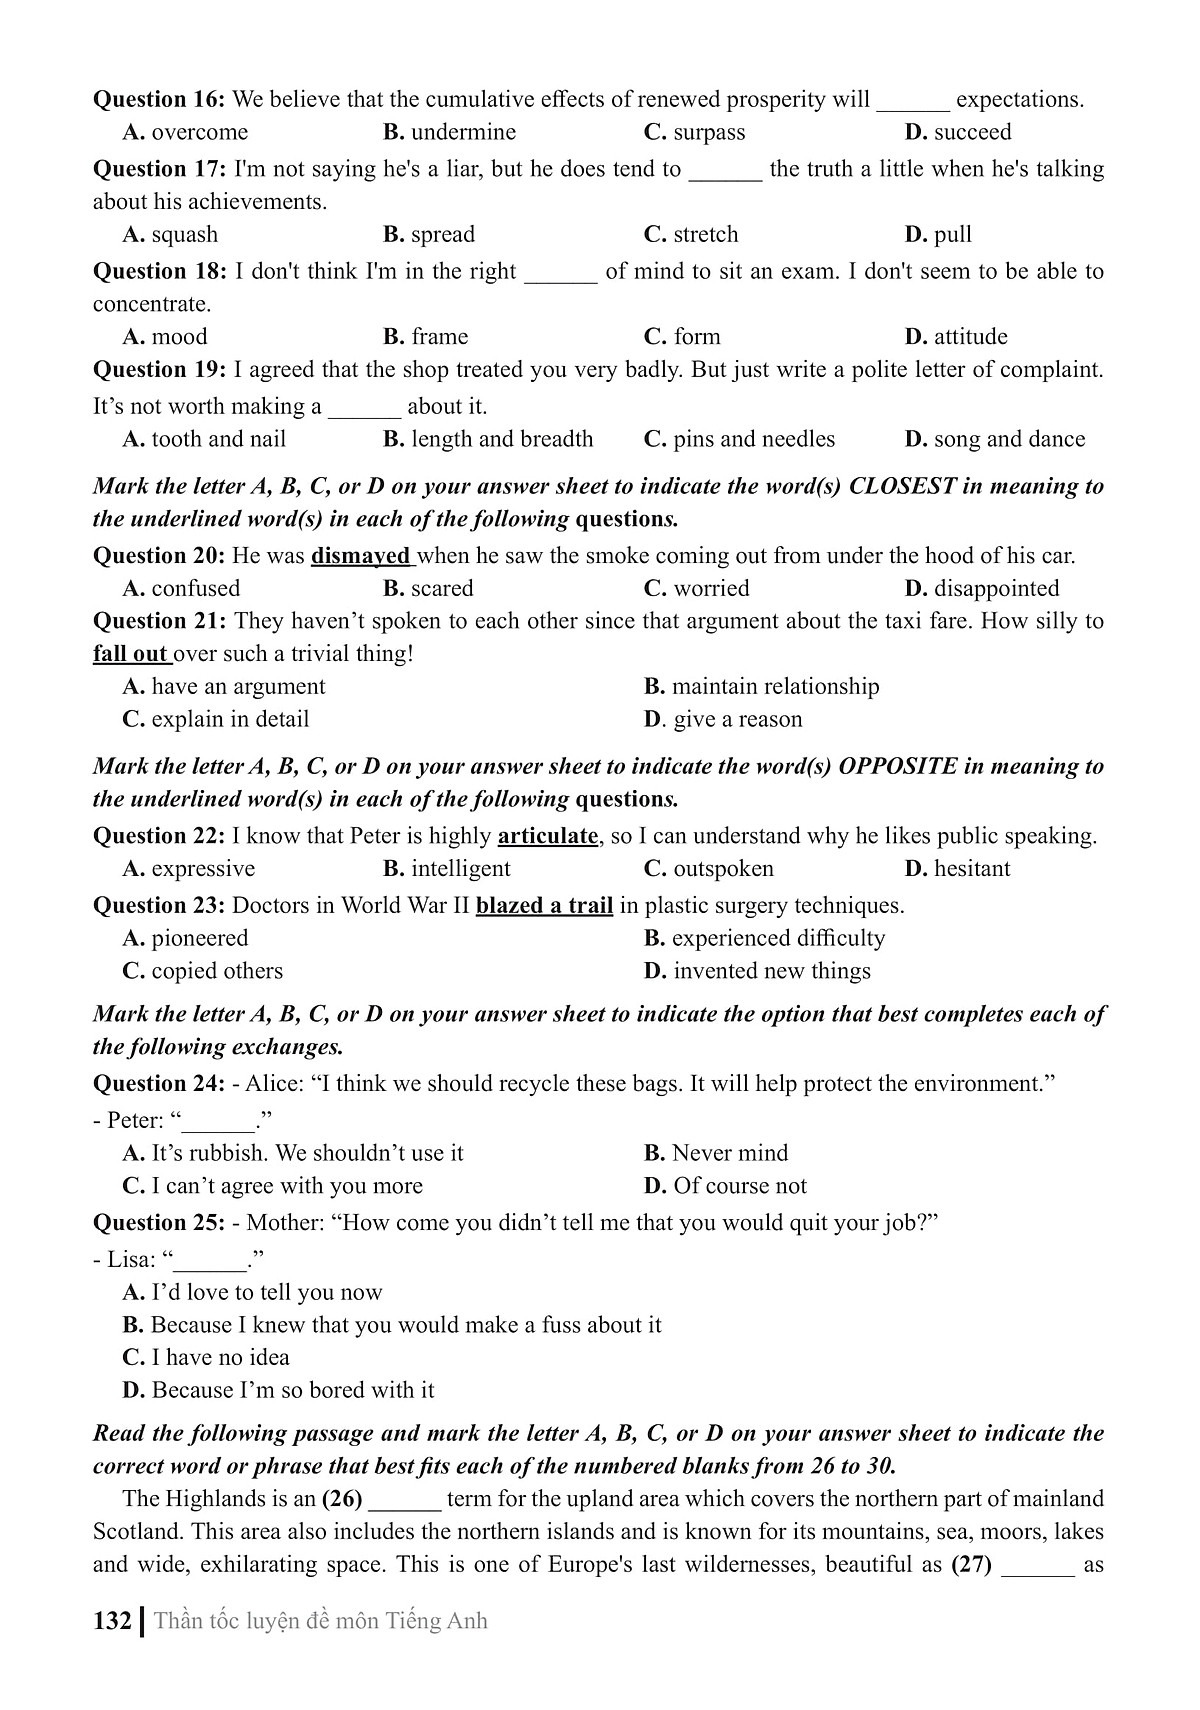 Question 16: We believe that the cumulative effects of renewed prosperity will ______ expectations.
A. overcome B. undermine C. surpass D. succeed
Question 17: I'm not saying he's a liar, but he does tend to ______ the truth a little when he's talking
about his achievements.
A. squash B. spread C. stretch D. pull
Question 18: I don't think I'm in the right ______ of mind to sit an exam. I don't seem to be able to
concentrate.
A. mood B. frame C. form D. attitude
Question 19: I agreed that the shop treated you very badly. But just write a polite letter of complaint.
It’s not worth making a ______ about it.
A. tooth and nail B. length and breadth C. pins and needles D. song and dance
Mark the letter A, B, C, or D on your answer sheet to indicate the word(s) CLOSEST in meaning to
the underlined word(s) in each of the following questions.
Question 20: He was dismayed when he saw the smoke coming out from under the hood of his car.
A. confused B. scared C. worried D. disappointed
Question 21: They haven’t spoken to each other since that argument about the taxi fare. How silly to
fall out over such a trivial thing!
A. have an argument B. maintain relationship
C. explain in detail D. give a reason
Mark the letter A, B, C, or D on your answer sheet to indicate the word(s) OPPOSITE in meaning to
the underlined word(s) in each of the following questions.
Question 22: I know that Peter is highly articulate, so I can understand why he likes public speaking.
A. expressive B. intelligent C. outspoken D. hesitant
Question 23: Doctors in World War II blazed a trail in plastic surgery techniques.
A. pioneered B. experienced difficulty
C. copied others D. invented new things
Mark the letter A, B, C, or D on your answer sheet to indicate the option that best completes each of
the following exchanges.
Question 24: - Alice: “I think we should recycle these bags. It will help protect the environment.”
- Peter: “______.”
A. It’s rubbish. We shouldn’t use it B. Never mind
C. I can’t agree with you more D. Of course not
Question 25: - Mother: “How come you didn’t tell me that you would quit your job?”
- Lisa: “______.”
A. I’d love to tell you now
B. Because I knew that you would make a fuss about it
C. I have no idea
D. Because I’m so bored with it
Read the following passage and mark the letter A, B, C, or D on your answer sheet to indicate the
correct word or phrase that best fits each of the numbered blanks from 26 to 30.
The Highlands is an (26) ______ term for the upland area which covers the northern part of mainland
Scotland. This area also includes the northern islands and is known for its mountains, sea, moors, lakes
and wide, exhilarating space. This is one of Europe's last wildernesses, beautiful as (27) ______ as
132 Thần tốc luyện đề môn Tiếng Anh